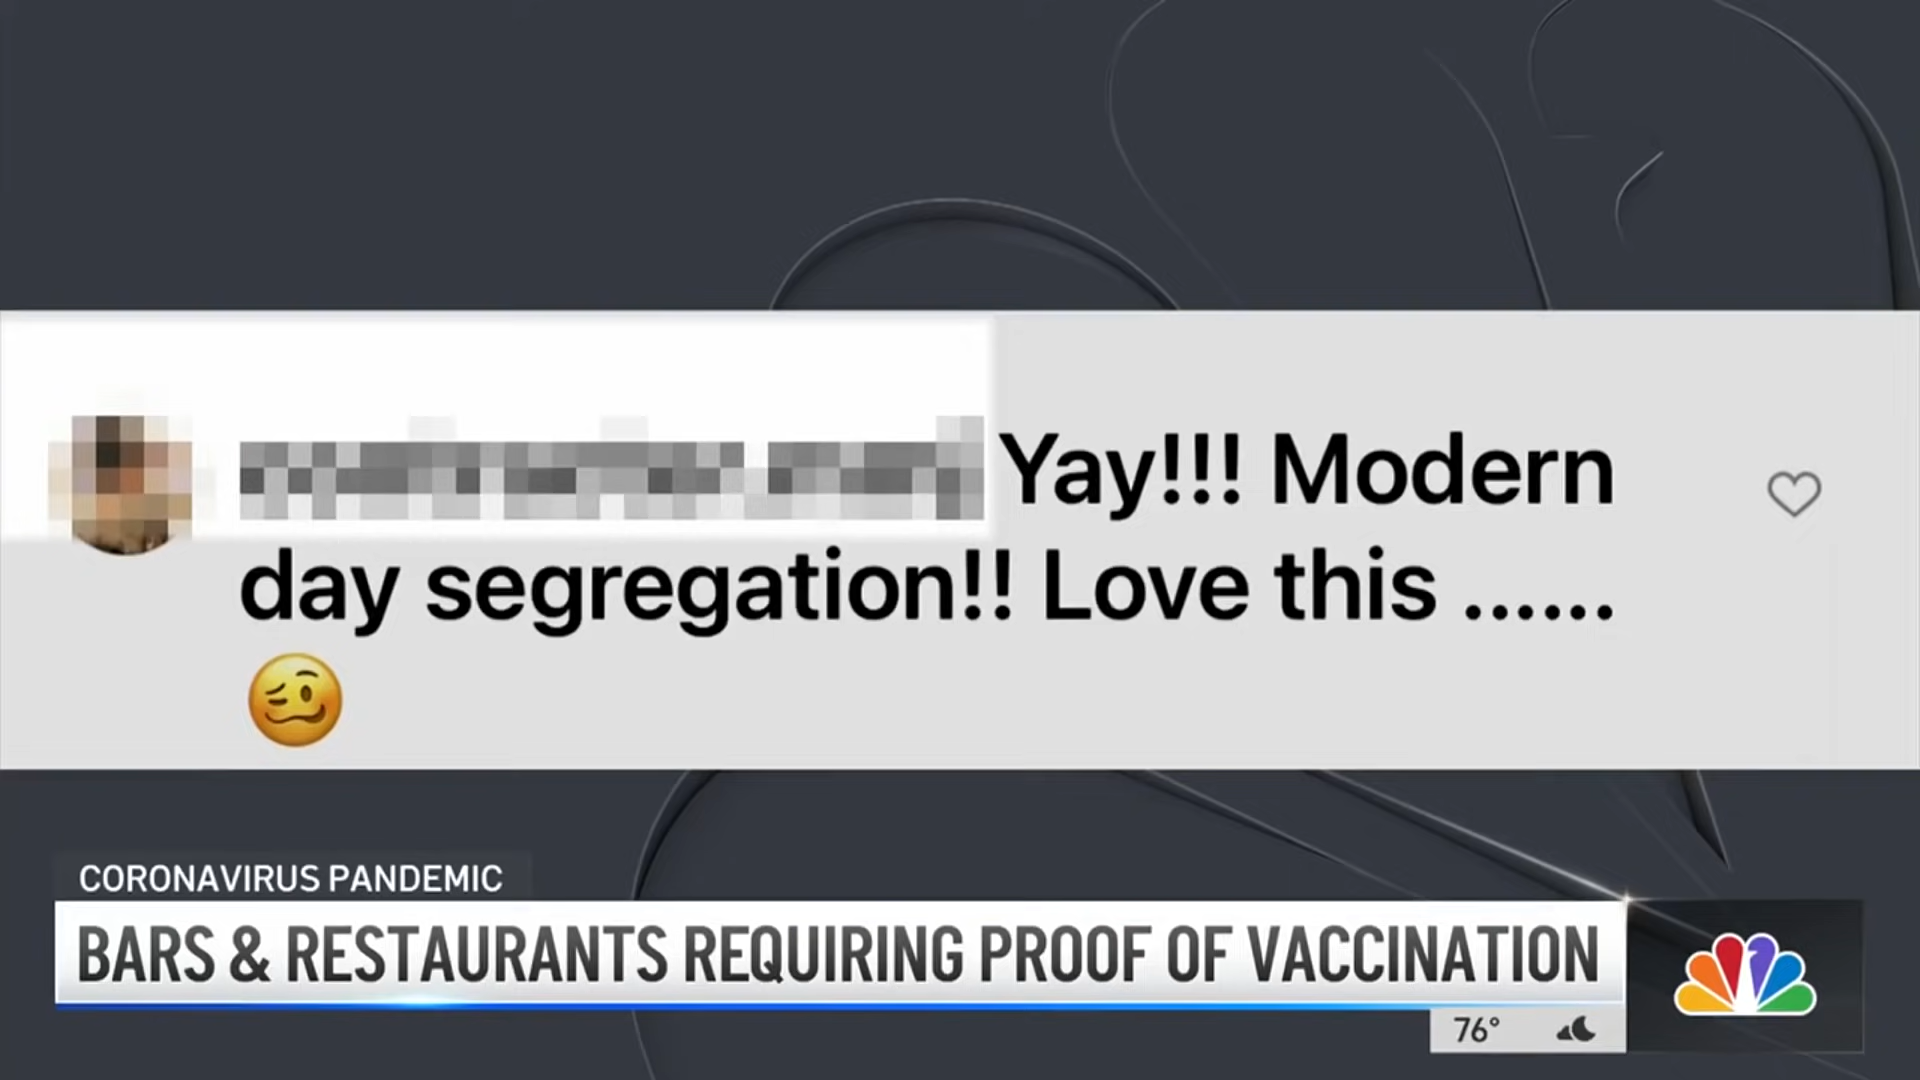 Yay!!! Modern
day segregation!! Love this ......
CORONAVIRUS PANDEMIC
BARS & RESTAURANTS REQUIRING PROOF OF VACCINATION
76°